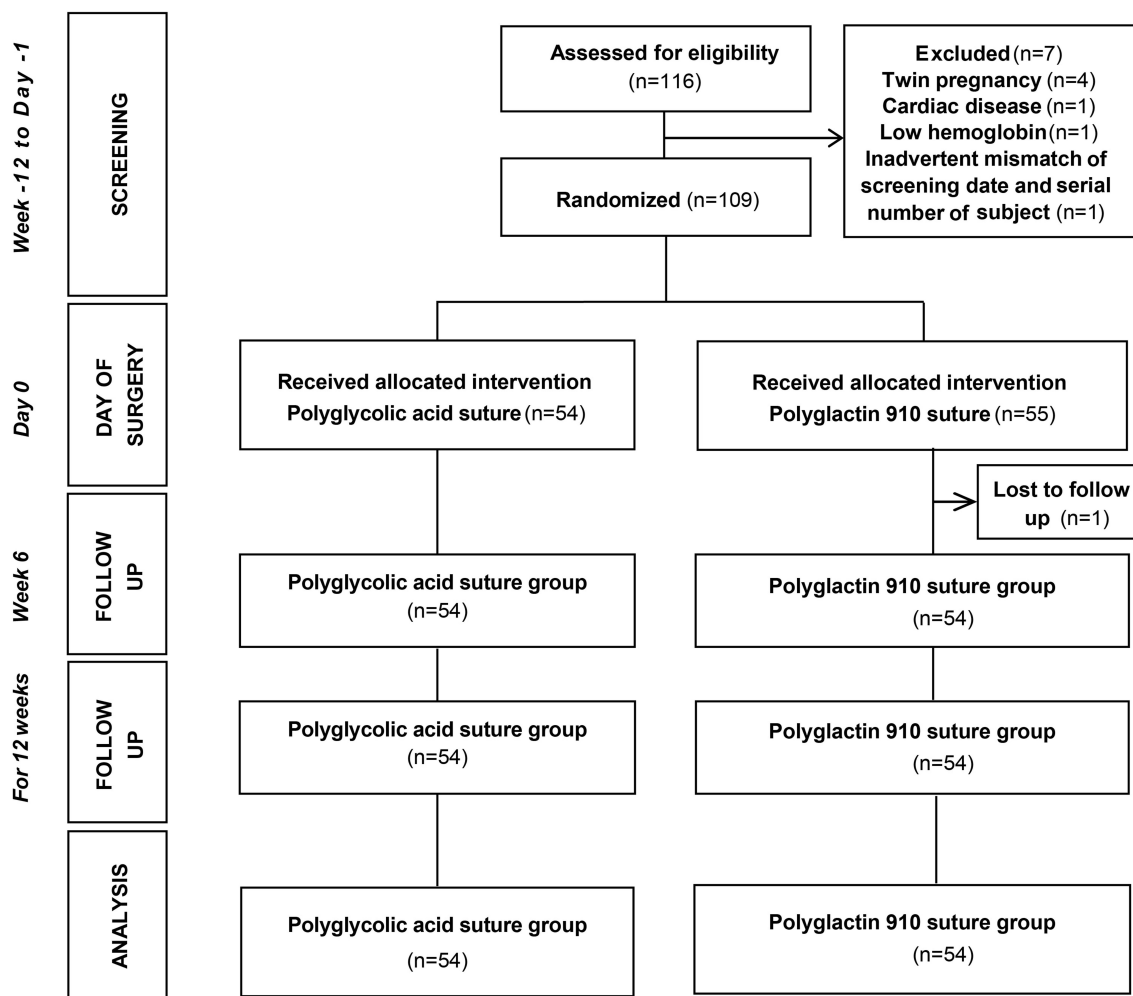 Week -12 to Day -1
SCREENING
Assessed for eligibility
(n=116)
Excluded (n=7)
Twin pregnancy (n=4)
Cardiac disease (n=1)
Low hemoglobin (n=1)
Inadvertent mismatch of
screening date and serial
number of subject (n=1)
Randomized (n=109)
Day 0
DAY OF
SURGERY
Received allocated intervention
Polyglycolic acid suture (n=54)
Received allocated intervention
Polyglactin 910 suture (n=55)
Lost to follow
up (n=1)
Week 6
FOLLOW
UP
Polyglycolic acid suture group
(n=54)
Polyglactin 910 suture group
(n=54)
For 12 weeks
FOLLOW
UP
Polyglycolic acid suture group
(n=54)
Polyglactin 910 suture group
(n=54)
ANALYSIS
Polyglycolic acid suture group
(n=54)
Polyglactin 910 suture group
(n=54)